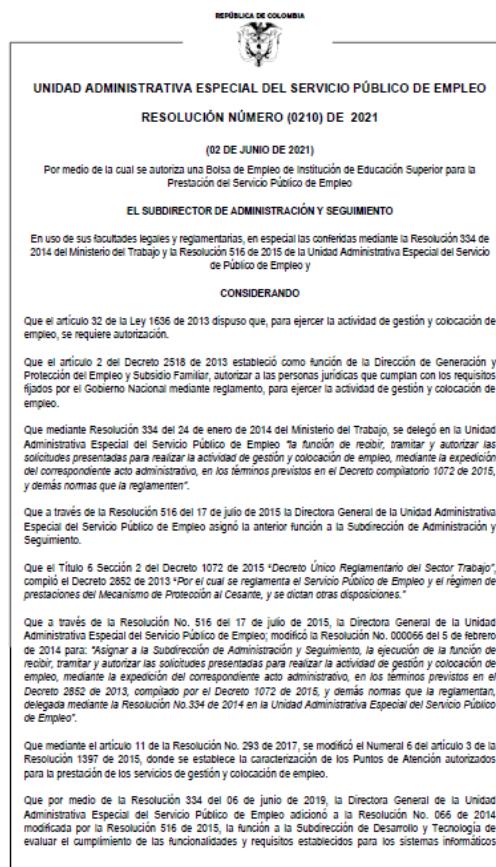 REPÚBLICA DE COLOMBIA
UNIDAD ADMINISTRATIVA ESPECIAL DEL SERVICIO PÚBLICO DE EMPLEO
RESOLUCIÓN NÚMERO (0210) DE 2021
(02 DE JUNIO DE 2021)
Por medio de la cual se autoriza una Bolsa de Empleo de Institución de Educación Superior para la
Prestación del Servicio Público de Empleo
EL SUBDIRECTOR DE ADMINISTRACIÓN Y SEGUIMIENTO
En uso de sus facultades legales y reglamentarias, en especial las conferidas mediante la Resolución 334 de
2014 del Ministerio del Trabajo y la Resolución 516 de 2015 de la Unidad Administrativa Especial del Servicio
de Público de Empleo y
CONSIDERANDO
Que el artículo 32 de la Ley 1636 de 2013 dispuso que, para ejercer la actividad de gestión y colocación de
empleo, se requiere autorización.
Que el artículo 2 del Decreto 2518 de 2013 estableció como función de la Dirección de Generación y
Protección del Empleo y Subsidio Familiar, autorizar a las personas jurídicas que cumplan con los requisitos
fijados por el Gobierno Nacional mediante reglamento, para ejercer la actividad de gestión y colocación de
empleo.
Que mediante Resolución 334 del 24 de enero de 2014 del Ministerio del Trabajo, se delegó en la Unidad
Administrativa Especial del Servicio Público de Empleo "la función de recibir, tramitar y autorizar las
solicitudes presentadas para realizar la actividad de gestión y colocación de empleo, mediante la expedición
del correspondiente acto administrativo, en los términos previstos en el Decreto compilatorio 1072 de 2015,
y demás normas que la reglamenten".
Que a través de la Resolución 516 del 17 de julio de 2015 la Directora General de la Unidad Administrativa
Especial del Servicio Público de Empleo asignó la anterior función a la Subdirección de Administración y
Seguimiento.
Que el Título 6 Sección 2 del Decreto 1072 de 2015 "Decreto Único Reglamentario del Sector Trabajo",
compiló el Decreto 2852 de 2013 "Por el cual se reglamenta el Servicio Público de Empleo y el régimen de
prestaciones del Mecanismo de Protección al Cesante, y se dictan otras disposiciones."
Que a través de la Resolución No. 516 del 17 de julio de 2015, la Directora General de la Unidad
Administrativa Especial del Servicio Público de Empleo; modificó la Resolución No. 000066 del 5 de febrero
de 2014 para: "Asignar a la Subdirección de Administración y Seguimiento, la ejecución de la función de
recibir, tramitar y autorizar las solicitudes presentadas para realizar la actividad de gestión y colocación de
empleo, mediante la expedición del correspondiente acto administrativo, en los términos previstos en el
Decreto 2852 de 2013, compilado por el Decreto 1072 de 2015, y demás normas que la reglamentan,
delegada mediante la Resolución No.334 de 2014 en la Unidad Administrativa Especial del Servicio Público
de Empleo".
Que mediante el artículo 11 de la Resolución No. 293 de 2017, se modificó el Numeral 6 del artículo 3 de la
Resolución 1397 de 2015, donde se establece la caracterización de los Puntos de Atención autorizados
para la prestación de los servicios de gestión y colocación de empleo.
Que por medio de la Resolución 334 del 06 de junio de 2019, la Directora General de la Unidad
Administrativa Especial del Servicio Público de Empleo adicionó a la Resolución No. 066 de 2014
modificada por la Resolución 516 de 2015, la función a la Subdirección de Desarrollo y Tecnología de
evaluar el cumplimiento de las funcionalidades y requisitos establecidos para los sistemas informáticos